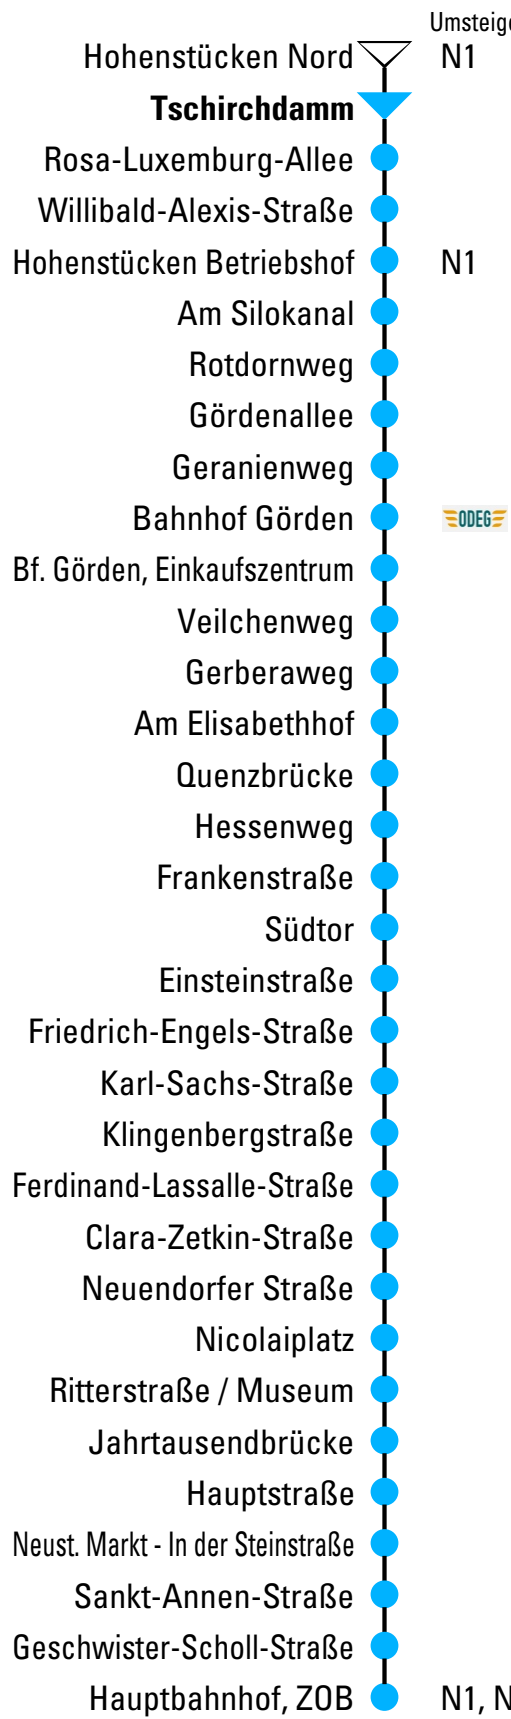 Umsteige
Hohenstücken Nord N1
Tschirchdamm
Rosa-Luxemburg-Allee
Willibald-Alexis-Straße
Hohenstücken Betriebshof N1
Am Silokanal
Rotdornweg
Gördenallee
Geranienweg
Bahnhof Görden ODEG
Bf. Görden, Einkaufszentrum
Veilchenweg
Gerberaweg
Am Elisabethhof
Quenzbrücke
Hessenweg
Frankenstraße
Südtor
Einsteinstraße
Friedrich-Engels-Straße
Karl-Sachs-Straße
Klingenbergstraße
Ferdinand-Lassalle-Straße
Clara-Zetkin-Straße
Neuendorfer Straße
Nicolaiplatz
Ritterstraße / Museum
Jahrtausendbrücke
Hauptstraße
Neust. Markt - In der Steinstraße
Sankt-Annen-Straße
Geschwister-Scholl-Straße
Hauptbahnhof, ZOB N1, N